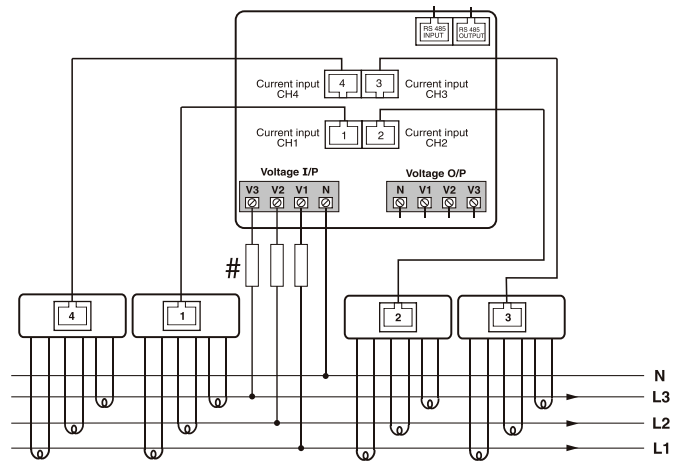 RS 485
INPUT
RS 485
OUTPUT
Current input
CH4
4
3
Current input
CH3
Current input
CH1
1
2
Current input
CH2
Voltage I/P
V3 V2 V1 N
Voltage O/P
N V1 V2 V3
#
4
1
2
3
N
L3
L2
L1